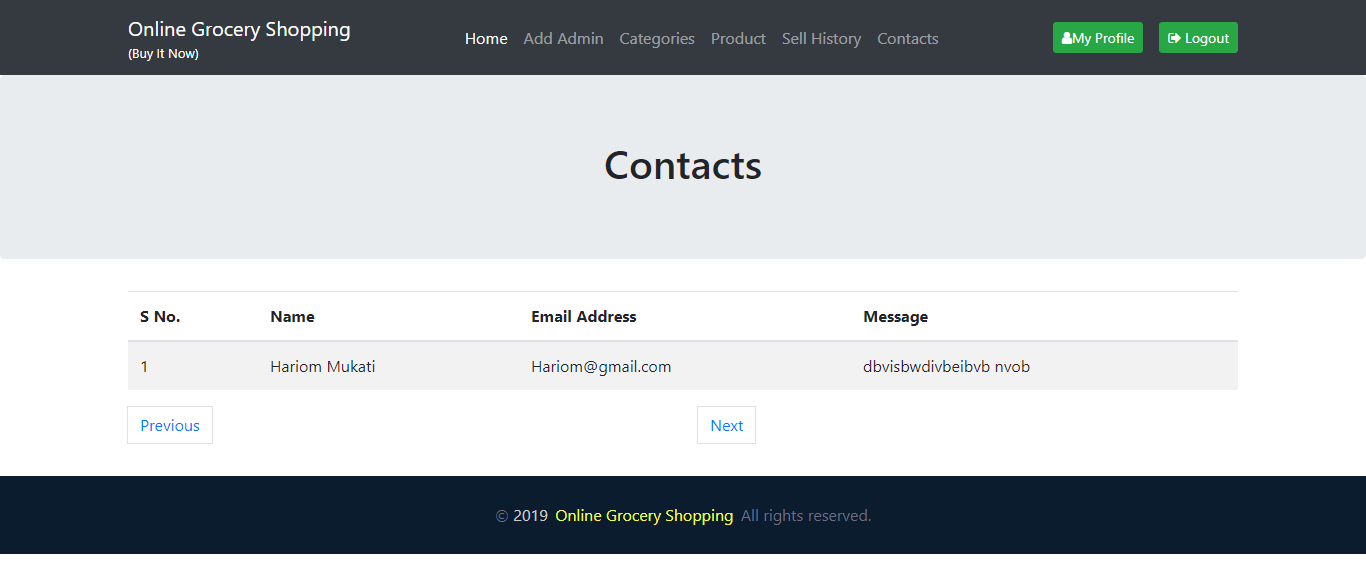 Online Grocery Shopping
(Buy It Now)
Home Add Admin Categories Product Sell History Contacts
My Profile Logout
Contacts
S No. Name Email Address Message
1 Hariom Mukati Hariom@gmail.com dbvisbwdivbeibvb nvob
Previous Next
© 2019 Online Grocery Shopping All rights reserved.